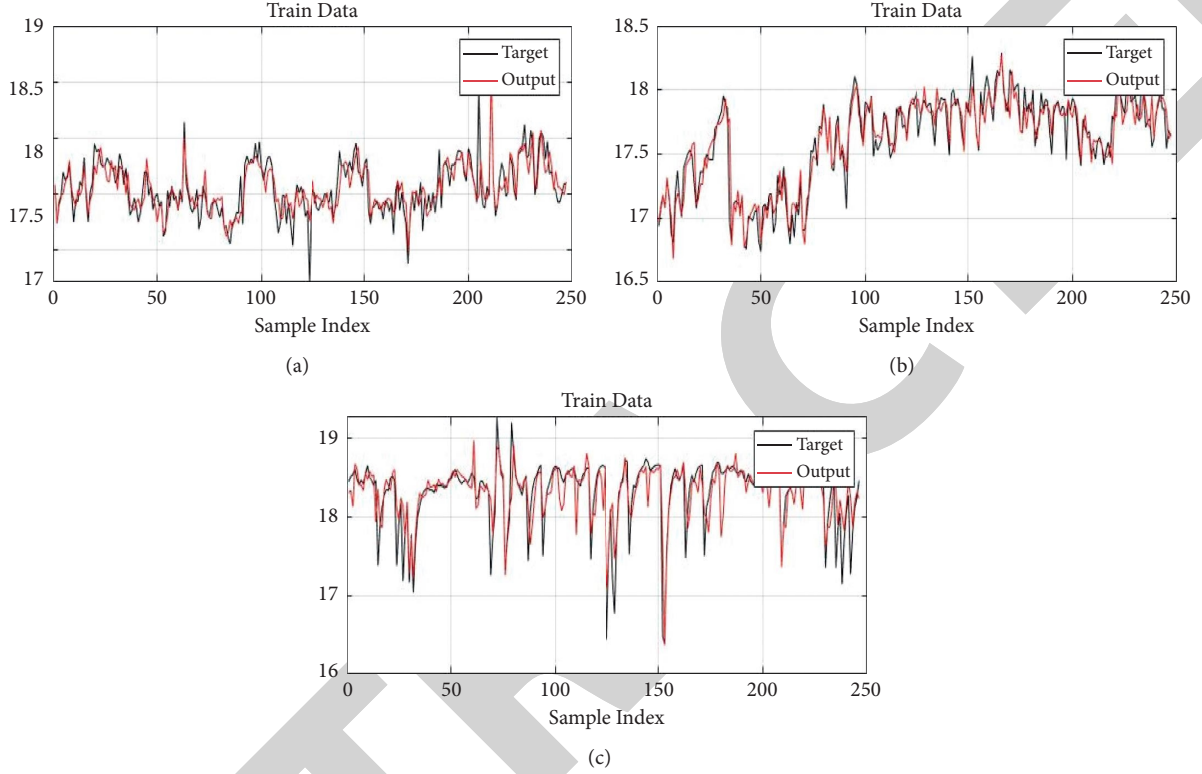 Train Data
19
18.5
18
17.5
17
Target
Output
0 50 100 150 200 250
Sample Index
(a)
Train Data
18.5
18
17.5
17
16.5
Target
Output
0 50 100 150 200 250
Sample Index
(b)
Train Data
19
18
17
16
Target
Output
0 50 100 150 200 250
Sample Index
(c)